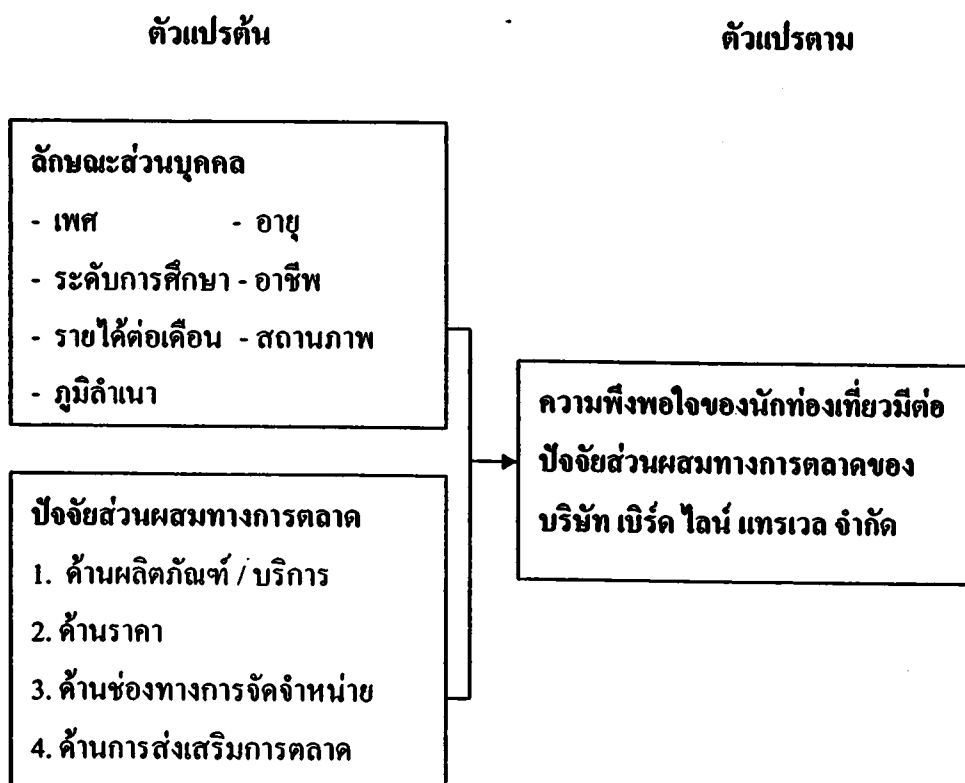 ตัวแปรต้น
ตัวแปรตาม
ลักษณะส่วนบุคคล
- เพศ - อายุ
- ระดับการศึกษา - อาชีพ
- รายได้ต่อเดือน - สถานภาพ
- ภูมิลำเนา
ปัจจัยส่วนผสมทางการตลาด
1. ด้านผลิตภัณฑ์ / บริการ
2. ด้านราคา
3. ด้านช่องทางการจัดจำหน่าย
4. ด้านการส่งเสริมการตลาด
ความพึงพอใจของนักท่องเที่ยวมีต่อ
ปัจจัยส่วนผสมทางการตลาดของ
บริษัท เบิร์ด ไลน์ แทรเวล จำกัด